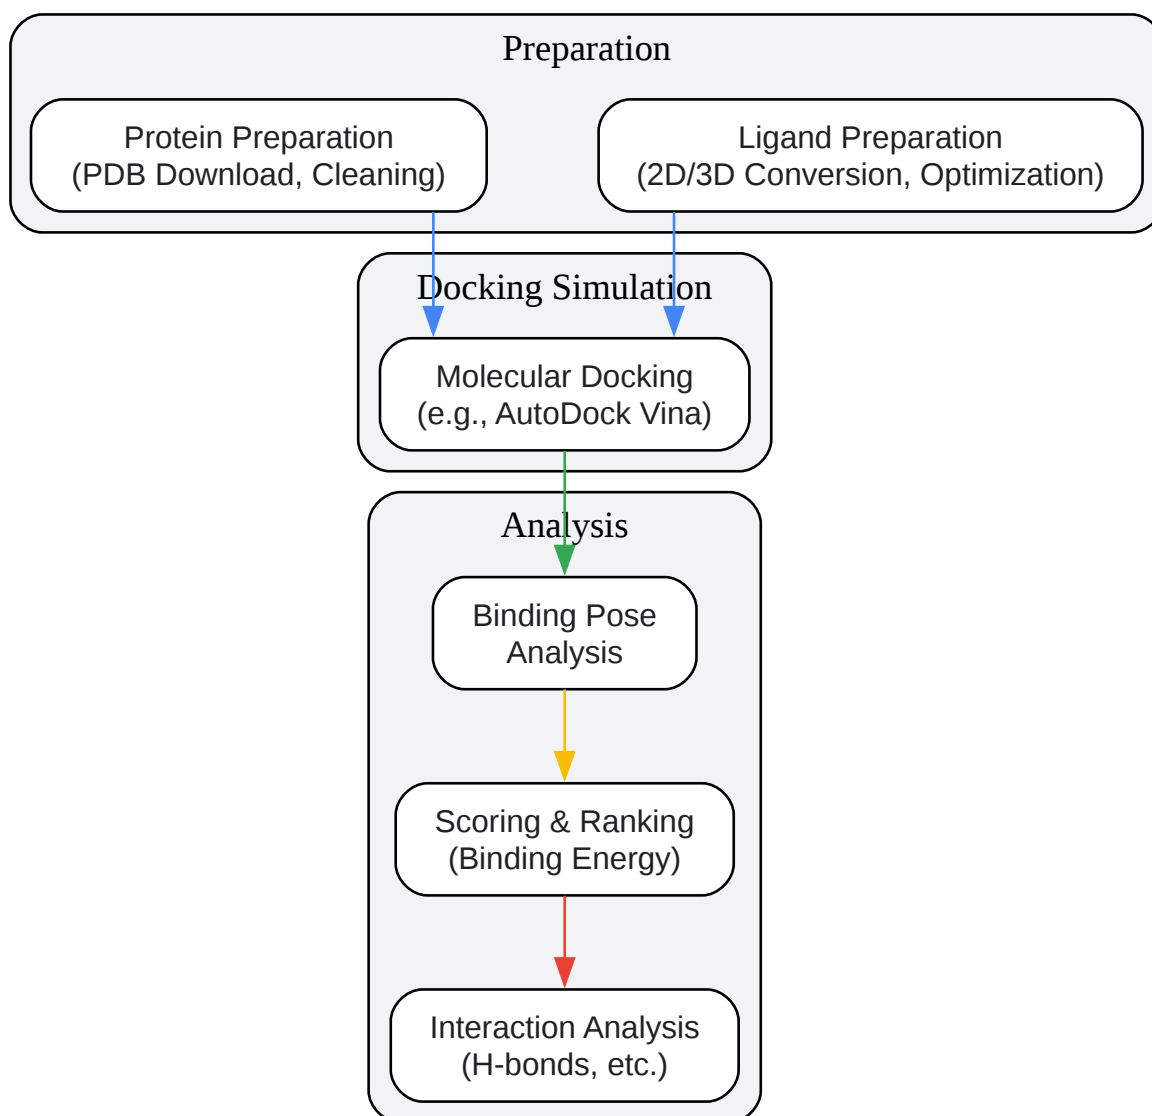 Preparation
Protein Preparation
(PDB Download, Cleaning)
Ligand Preparation
(2D/3D Conversion, Optimization)
Docking Simulation
Molecular Docking
(e.g., AutoDock Vina)
Analysis
Binding Pose
Analysis
Scoring & Ranking
(Binding Energy)
Interaction Analysis
(H-bonds, etc.)